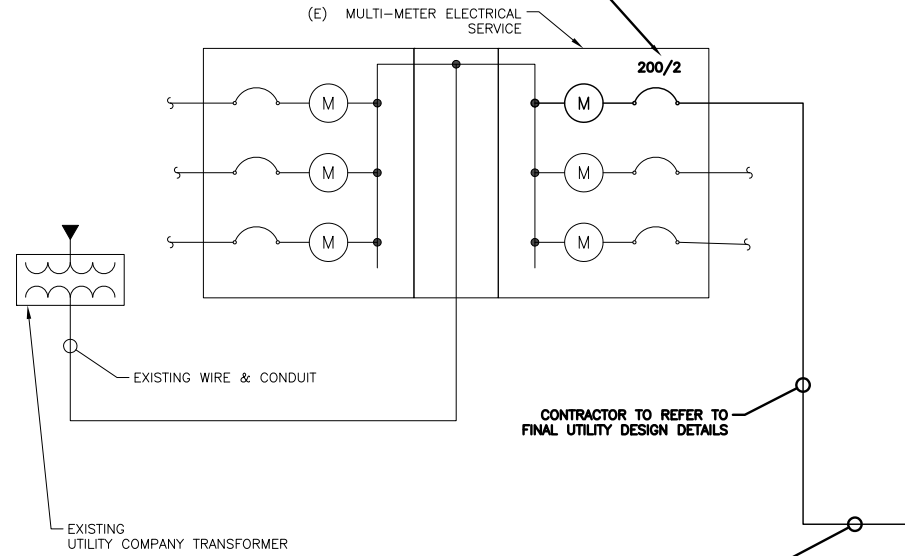 (E) MULTI-METER ELECTRICAL
SERVICE
200/2
M
M
M
M
M
M
EXISTING WIRE & CONDUIT
CONTRACTOR TO REFER TO
FINAL UTILITY DESIGN DETAILS
EXISTING
UTILITY COMPANY TRANSFORMER